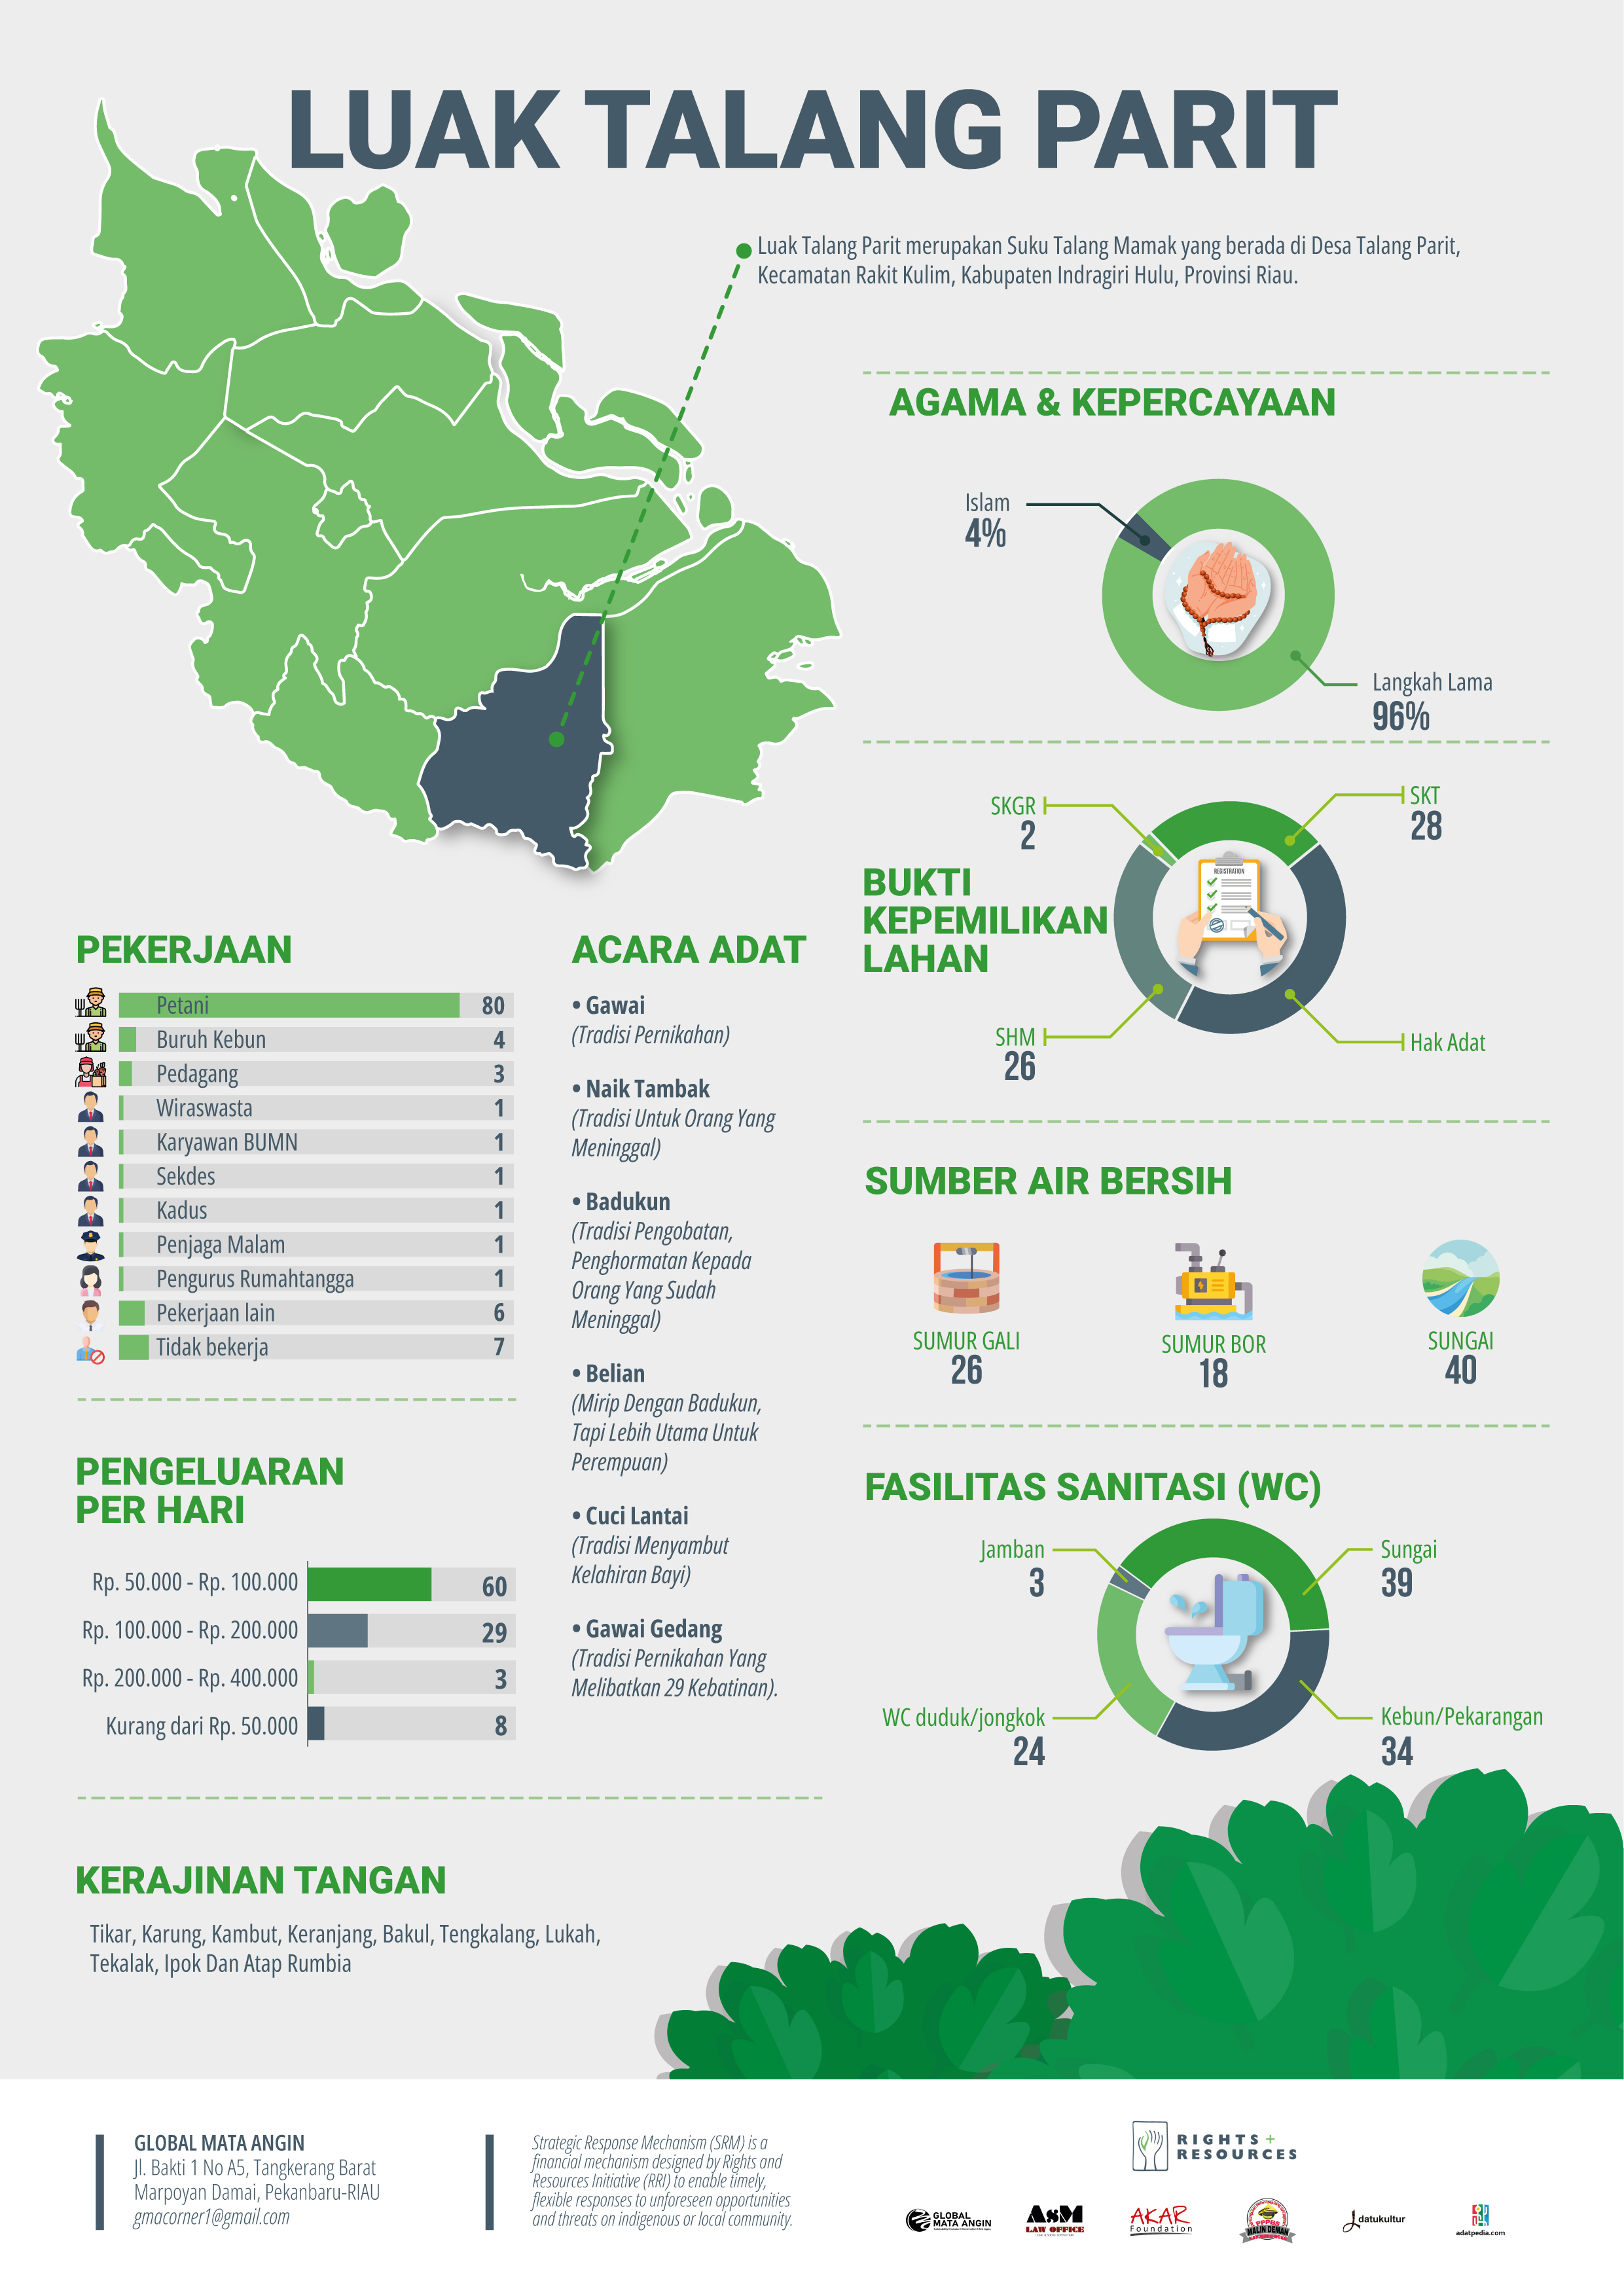 LUAK TALANG PARIT
Luak Talang Parit merupakan Suku Talang Mamak yang berada di Desa Talang Parit,
Kecamatan Rakit Kulim, Kabupaten Indragiri Hulu, Provinsi Riau.
AGAMA & KEPERCAYAAN
Islam
4%
Langkah Lama
96%
BUKTI
KEPEMILIKAN
LAHAN
SKGR
2
SKT
28
SHM
26
Hak Adat
REGISTRATION
PEKERJAAN
Petani 80
Buruh Kebun 4
Pedagang 3
Wiraswasta 1
Karyawan BUMN 1
Sekdes 1
Kadus 1
Penjaga Malam 1
Pengurus Rumahtangga 1
Pekerjaan lain 6
Tidak bekerja 7
ACARA ADAT
• Gawai
(Tradisi Pernikahan)
• Naik Tambak
(Tradisi Untuk Orang Yang
Meninggal)
• Badukun
(Tradisi Pengobatan,
Penghormatan Kepada
Orang Yang Sudah
Meninggal)
• Belian
(Mirip Dengan Badukun,
Tapi Lebih Utama Untuk
Perempuan)
• Cuci Lantai
(Tradisi Menyambut
Kelahiran Bayi)
• Gawai Gedang
(Tradisi Pernikahan Yang
Melibatkan 29 Kebatinan).
SUMBER AIR BERSIH
SUMUR GALI
26
SUMUR BOR
18
SUNGAI
40
PENGELUARAN
PER HARI
Rp. 50.000 - Rp. 100.000 60
Rp. 100.000 - Rp. 200.000 29
Rp. 200.000 - Rp. 400.000 3
Kurang dari Rp. 50.000 8
FASILITAS SANITASI (WC)
Jamban
3
Sungai
39
WC duduk/jongkok
24
Kebun/Pekarangan
34
KERAJINAN TANGAN
Tikar, Karung, Kambut, Keranjang, Bakul, Tengkalang, Lukah,
Tekalak, Ipok Dan Atap Rumbia
GLOBAL MATA ANGIN
Jl. Bakti 1 No A5, Tangkerang Barat
Marpoyan Damai, Pekanbaru-RIAU
gmacorner1@gmail.com
Strategic Response Mechanism (SRM) is a
financial mechanism designed by Rights and
Resources Initiative (RRI) to enable timely,
flexible responses to unforeseen opportunities
and threats on indigenous or local community.
RIGHTS +
RESOURCES
GLOBAL
MATA ANGIN
AsM
LAW OFFICE
AKAR
Foundation
PPPBS
MALIN DEMAN
datukultur
adatpedia.com